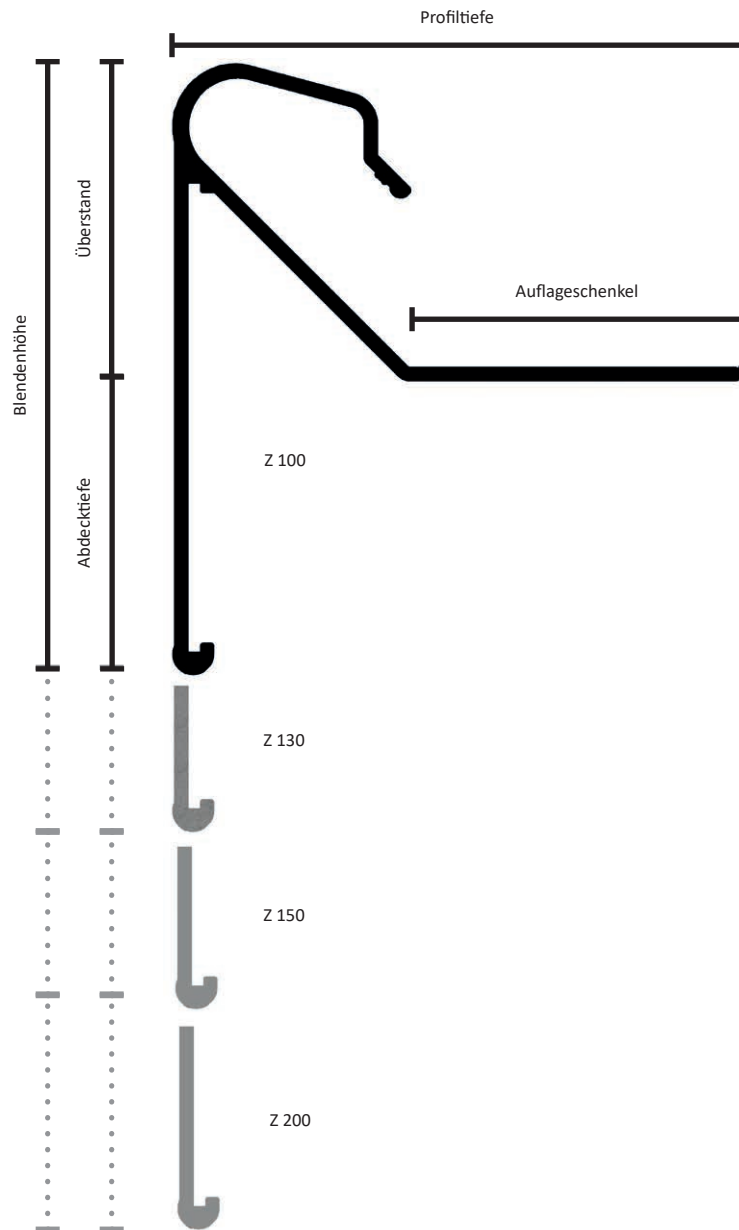 Profiltiefe
Überstand
Auflageschenkel
Blendenhöhe
Z 100
Abdecktiefe
Z 130
Z 150
Z 200